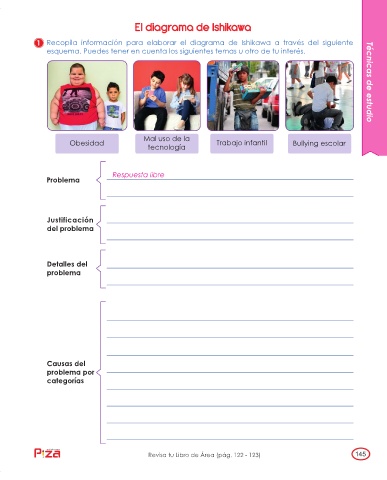 El diagrama de Ishikawa
1 Recopila información para elaborar el diagrama de Ishikawa a través del siguiente
esquema. Puedes tener en cuenta los siguientes temas u otro de tu interés.
Técnicas de estudio
Obesidad
Mal uso de la
tecnología
Trabajo infantil
Bullying escolar
Problema
Respuesta libre
Justificación
del problema
Detalles del
problema
Causas del
problema por
categorías
Revisa tu Libro de Área (pág. 122 - 123)
145